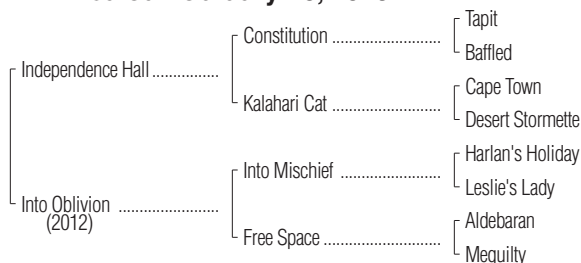 Tapit
Constitution
Baffled
Independence Hall
Cape Town
Kalahari Cat
Desert Stormette
Harlan's Holiday
Into Mischief
Leslie's Lady
Into Oblivion
(2012)
Aldebaran
Free Space
Mequilty